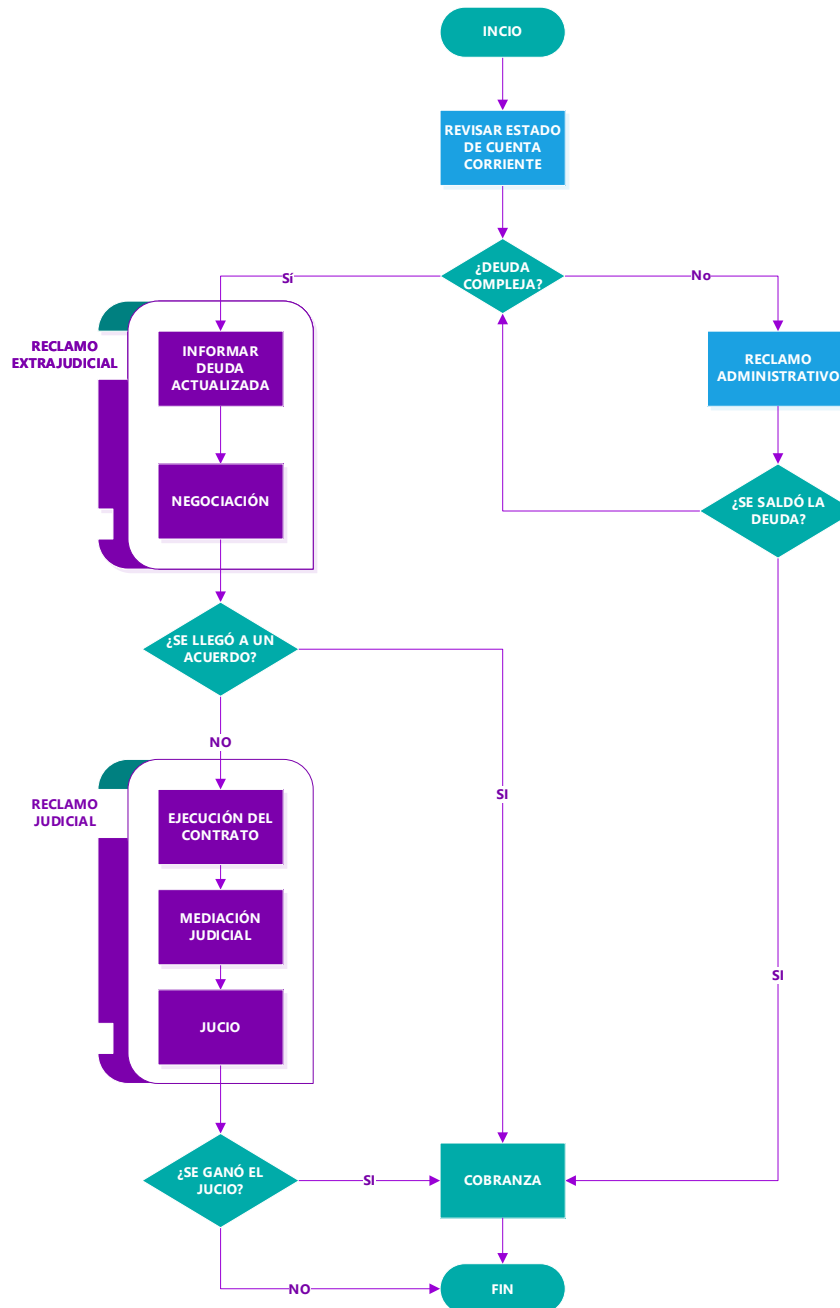 INCIO
REVISAR ESTADO
DE CUENTA
CORRIENTE
¿DEUDA
COMPLEJA?
Sí
No
RECLAMO
EXTRAJUDICIAL
INFORMAR
DEUDA
ACTUALIZADA
RECLAMO
ADMINISTRATIVO
NEGOCIACIÓN
¿SE SALDÓ LA
DEUDA?
¿SE LLEGÓ A UN
ACUERDO?
NO
SI
RECLAMO
JUDICIAL
EJECUCIÓN DEL
CONTRATO
MEDIACIÓN
JUDICIAL
SI
JUCIO
¿SE GANÓ EL
JUCIO?
SI
COBRANZA
NO
FIN